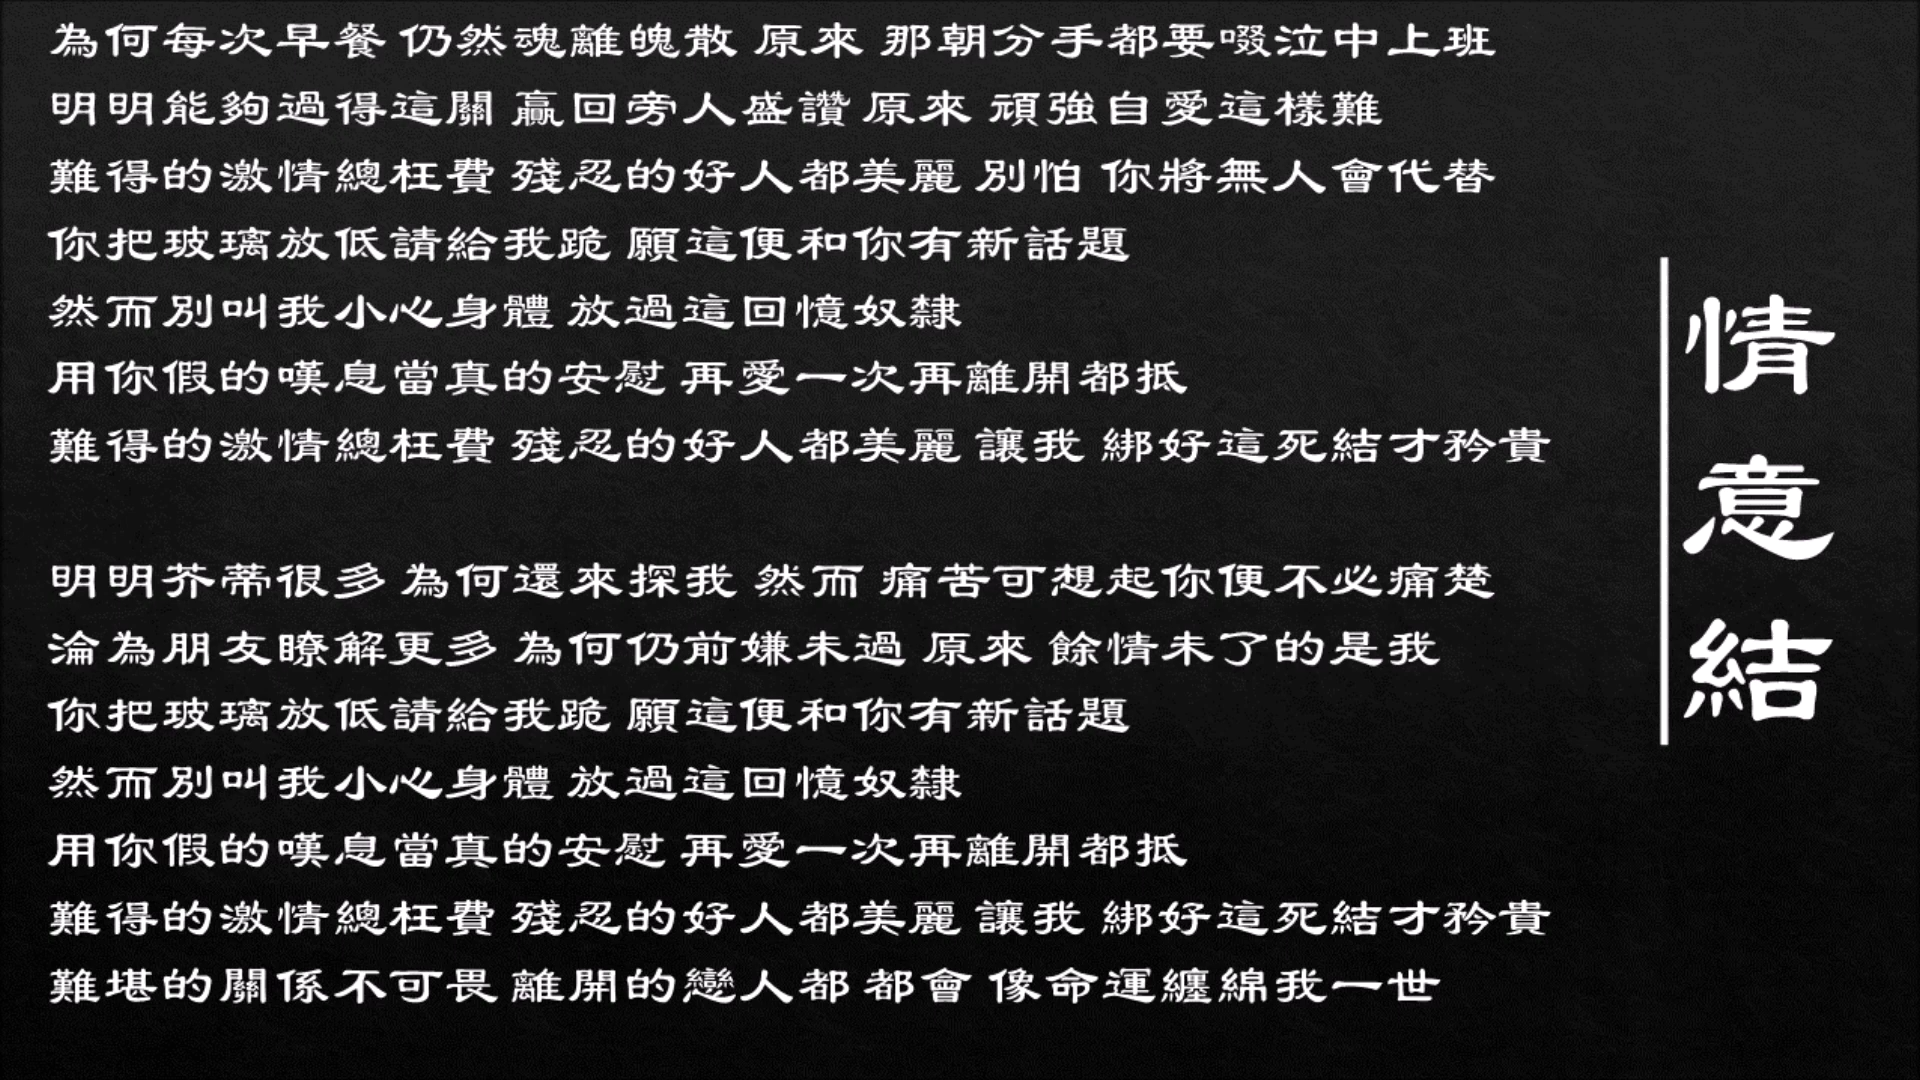 為何每次早餐 仍然魂離魄散 原來 那朝分手都要啜泣中上班
明明能夠過得這關 贏回旁人盛讚 原來 頑強自愛這樣難
難得的激情總枉費 殘忍的好人都美麗 別怕 你將無人會代替
你把玻璃放低請給我跪 願這便和你有新話題
然而別叫我小心身體 放過這回憶奴隸
用你假的嘆息當真的安慰 再愛一次再離開都抵
難得的激情總枉費 殘忍的好人都美麗 讓我 綁好這死結才矜貴
明明芥蒂很多 為何還來探我 然而 痛苦可想起你便不必痛楚
淪為朋友瞭解更多 為何仍前嫌未過 原來 餘情未了的是我
你把玻璃放低請給我跪 願這便和你有新話題
然而別叫我小心身體 放過這回憶奴隸
用你假的嘆息當真的安慰 再愛一次再離開都抵
難得的激情總枉費 殘忍的好人都美麗 讓我 綁好這死結才矜貴
難堪的關係不可畏 離開的戀人都 都會 像命運纏綿我一世
情意結